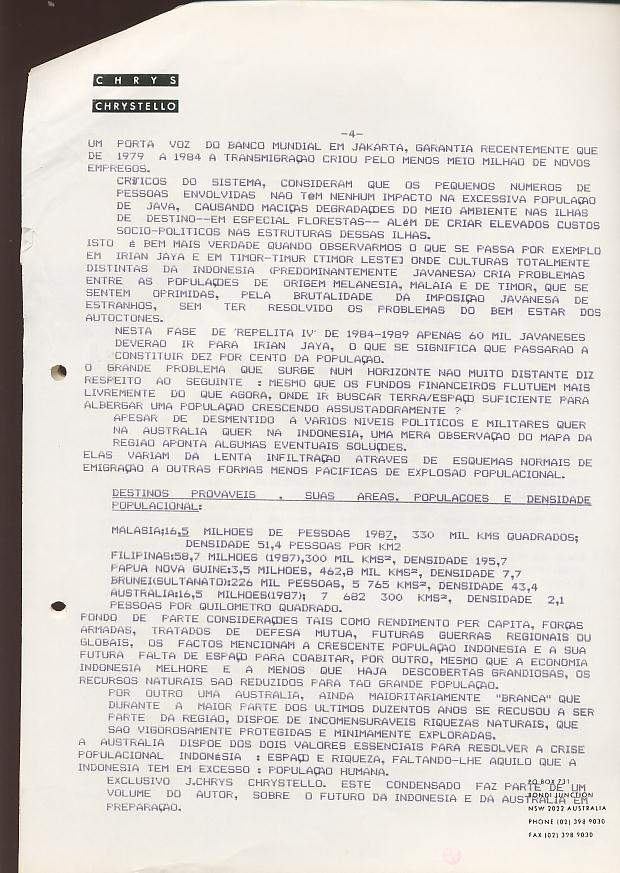 CHRYS
CHRYSTELLO
-4-
UM PORTA VOZ DO BANCO MUNDIAL EM JAKARTA, GARANTIA RECENTEMENTE QUE
DE 1979 A 1984 A TRANSMIGRAÇAO CRIOU PELO MENOS MEIO MILHAO DE NOVOS
EMPREGOS.
CRÍTICOS DO SISTEMA, CONSIDERAM QUE OS PEQUENOS NUMEROS DE
PESSOAS ENVOLVIDAS NAO TêM NENHUM IMPACTO NA EXCESSIVA POPULAÇAO
DE JAVA, CAUSANDO MACIÇAS DEGRADAÇOES DO MEIO AMBIENTE NAS ILHAS
DE DESTINO--EM ESPECIAL FLORESTAS-- ALéM DE CRIAR ELEVADOS CUSTOS
SOCIO-POLITICOS NAS ESTRUTURAS DESSAS ILHAS.
ISTO é BEM MAIS VERDADE QUANDO OBSERVARMOS O QUE SE PASSA POR EXEMPLO
EM IRIAN JAYA E EM TIMOR-TIMUR [TIMOR LESTE] ONDE CULTURAS TOTALMENTE
DISTINTAS DA INDONESIA (PREDOMINANTEMENTE JAVANESA) CRIA PROBLEMAS
ENTRE AS POPULAÇOES DE ORIGEM MELANESIA, MALAIA E DE TIMOR, QUE SE
SENTEM OPRIMIDAS, PELA BRUTALIDADE DA IMPOSIÇAO JAVANESA DE
ESTRANHOS, SEM TER RESOLVIDO OS PROBLEMAS DO BEM ESTAR DOS
AUTOCTONES.
NESTA FASE DE 'REPELITA IV' DE 1984-1989 APENAS 60 MIL JAVANESES
DEVERAO IR PARA IRIAN JAYA, O QUE SE SIGNIFICA QUE PASSARAO A
CONSTITUIR DEZ POR CENTO DA POPULAÇAO.
O GRANDE PROBLEMA QUE SURGE NUM HORIZONTE NAO MUITO DISTANTE DIZ
RESPEITO AO SEGUINTE : MESMO QUE OS FUNDOS FINANCEIROS FLUTUEM MAIS
LIVREMENTE DO QUE AGORA, ONDE IR BUSCAR TERRA/ESPAÇO SUFICIENTE PARA
ALBERGAR UMA POPULAÇAO CRESCENDO ASSUSTADORAMENTE ?
APESAR DE DESMENTIDO A VARIOS NIVEIS POLITICOS E MILITARES QUER
NA AUSTRALIA QUER NA INDONESIA, UMA MERA OBSERVAÇAO DO MAPA DA
REGIAO APONTA ALGUMAS EVENTUAIS SOLUÇOES.
ELAS VARIAM DA LENTA INFILTRAÇAO ATRAVES DE ESQUEMAS NORMAIS DE
EMIGRAÇAO A OUTRAS FORMAS MENOS PACIFICAS DE EXPLOSAO POPULACIONAL.
DESTINOS PROVAVEIS , SUAS AREAS, POPULACOES E DENSIDADE
POPULACIONAL:
MALASIA:16,5 MILHOES DE PESSOAS 1987, 330 MIL KMS QUADRADOS;
DENSIDADE 51,4 PESSOAS POR KM2
FILIPINAS:58,7 MILHOES (1987),300 MIL KMS², DENSIDADE 195,7
PAPUA NOVA GUINE:3,5 MILHOES, 462,8 MIL KMS², DENSIDADE 7,7
BRUNEI(SULTANATO):226 MIL PESSOAS, 5 765 KMS², DENSIDADE 43,4
AUSTRALIA:16,5 MILHOES(1987); 7 682 300 KMS², DENSIDADE 2,1
PESSOAS POR QUILOMETRO QUADRADO.
FONDO DE PARTE CONSIDERAÇOES TAIS COMO RENDIMENTO PER CAPITA, FORÇAS
ARMADAS, TRATADOS DE DEFESA MUTUA, FUTURAS GUERRAS REGIONAIS OU
GLOBAIS, OS FACTOS MENCIONAM A CRESCENTE POPULAÇAO INDONESIA E A SUA
FUTURA FALTA DE ESPAÇO PARA COABITAR, POR OUTRO, MESMO QUE A ECONOMIA
INDONESIA MELHORE E A MENOS QUE HAJA DESCOBERTAS GRANDIOSAS, OS
RECURSOS NATURAIS SAO REDUZIDOS PARA TAO GRANDE POPULAÇAO.
POR OUTRO UMA AUSTRALIA, AINDA MAIORITARIAMENTE "BRANCA" QUE
DURANTE A MAIOR PARTE DOS ULTIMOS DUZENTOS ANOS SE RECUSOU A SER
PARTE DA REGIAO, DISPOE DE INCOMENSURAVEIS RIQUEZAS NATURAIS, QUE
SAO VIGOROSAMENTE PROTEGIDAS E MINIMAMENTE EXPLORADAS.
A AUSTRALIA DISPOE DOS DOIS VALORES ESSENCIAIS PARA RESOLVER A CRISE
POPULACIONAL INDONéSIA : ESPAÇO E RIQUEZA, FALTANDO-LHE AQUILO QUE A
INDONESIA TEM EM EXCESSO : POPULAÇAO HUMANA.
EXCLUSIVO J.CHRYS CHRYSTELLO. ESTE CONDENSADO FAZ PARTE DE UM
VOLUME DO AUTOR, SOBRE O FUTURO DA INDONESIA E DA AUSTRALIA EM
PREPARAÇAO.
PO BOX 731
BONDI JUNCTION
NSW 2022 AUSTRALIA
PHONE (02) 398 9030
FAX (02) 398 9030